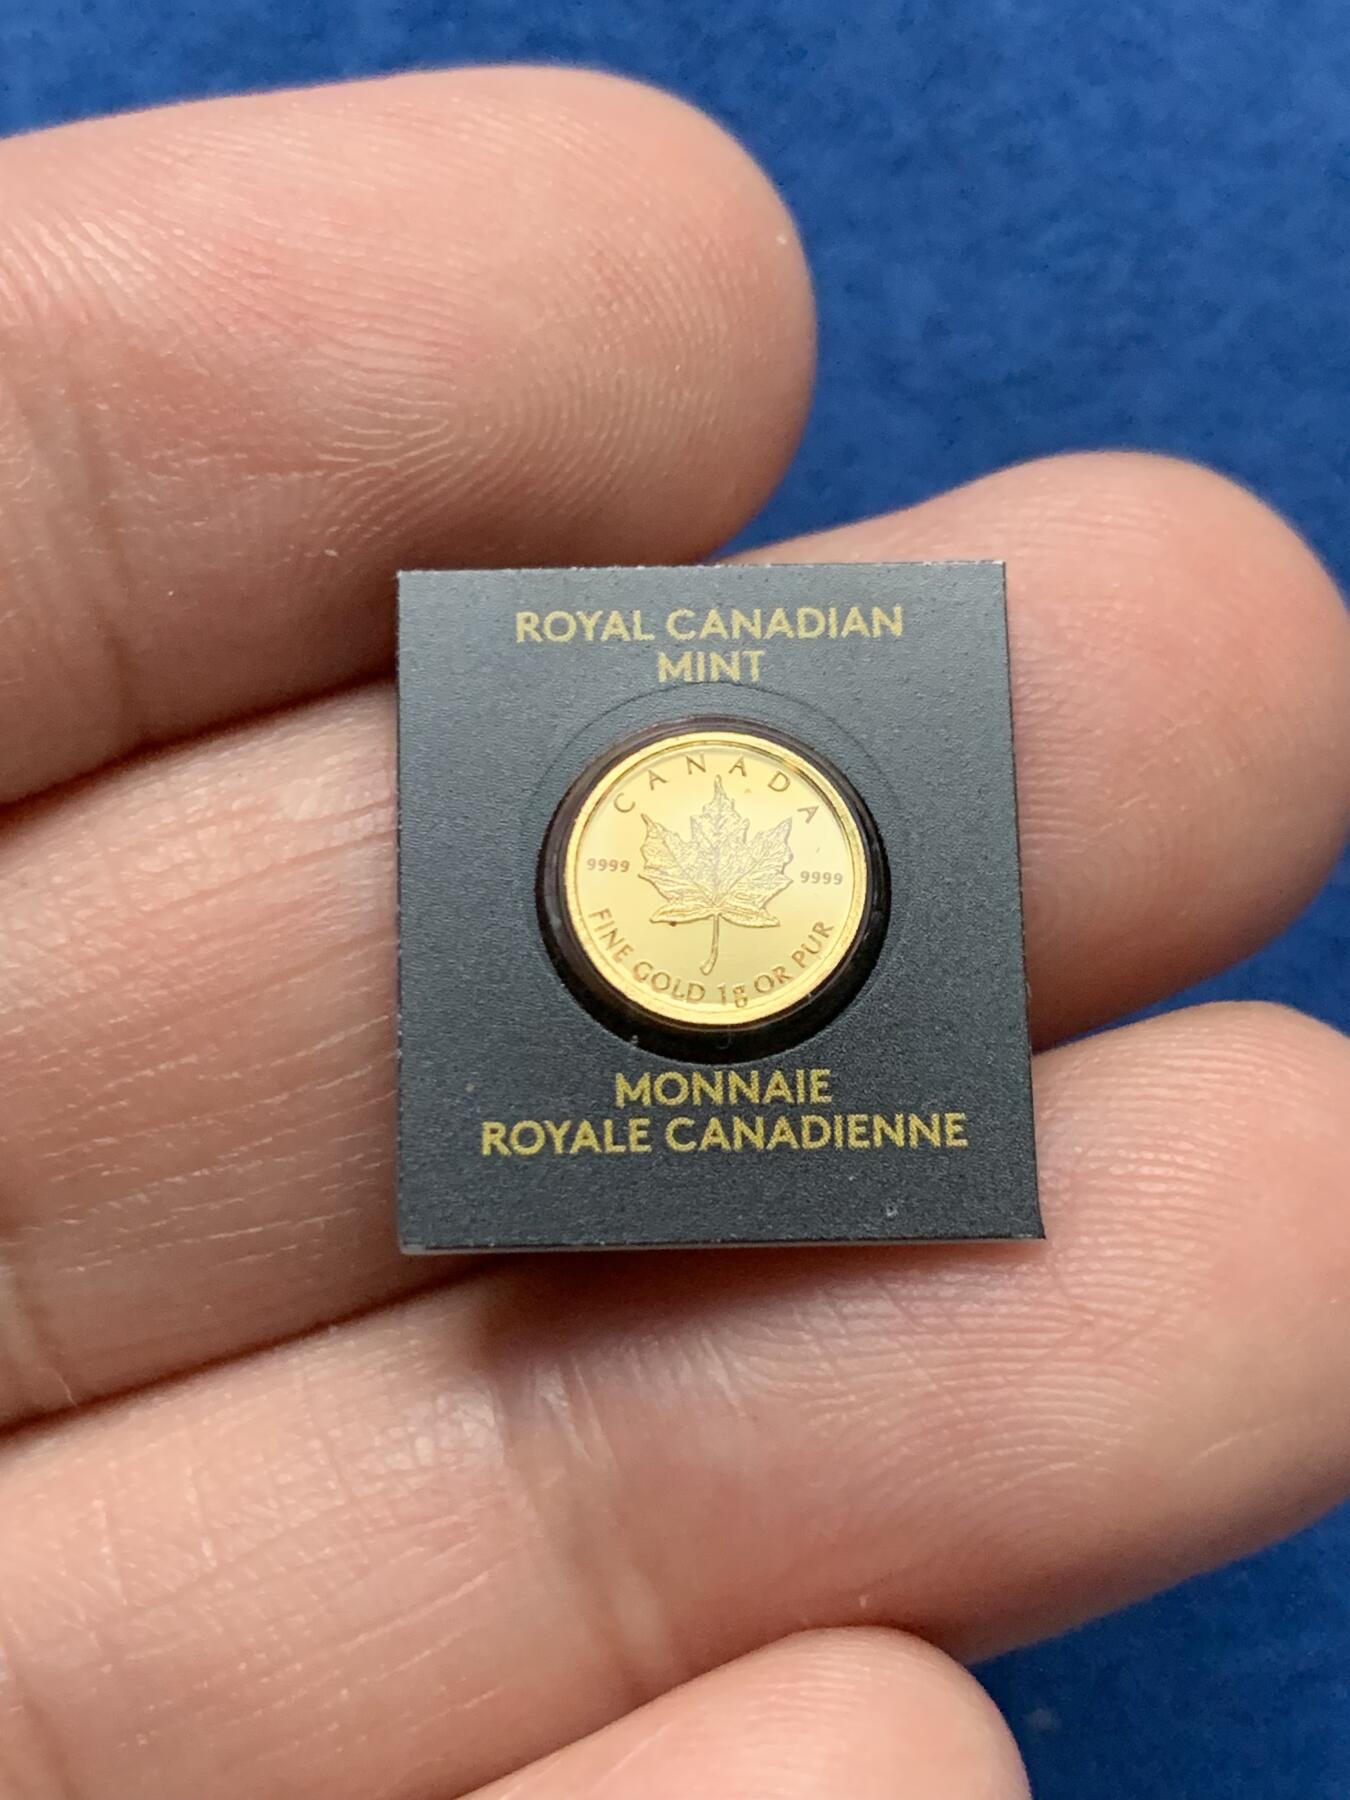 ROYAL CANADIAN
MINT
CANADA
9999
9999
FINE GOLD 1g OR PUR
MONNAIE
ROYALE CANADIENNE